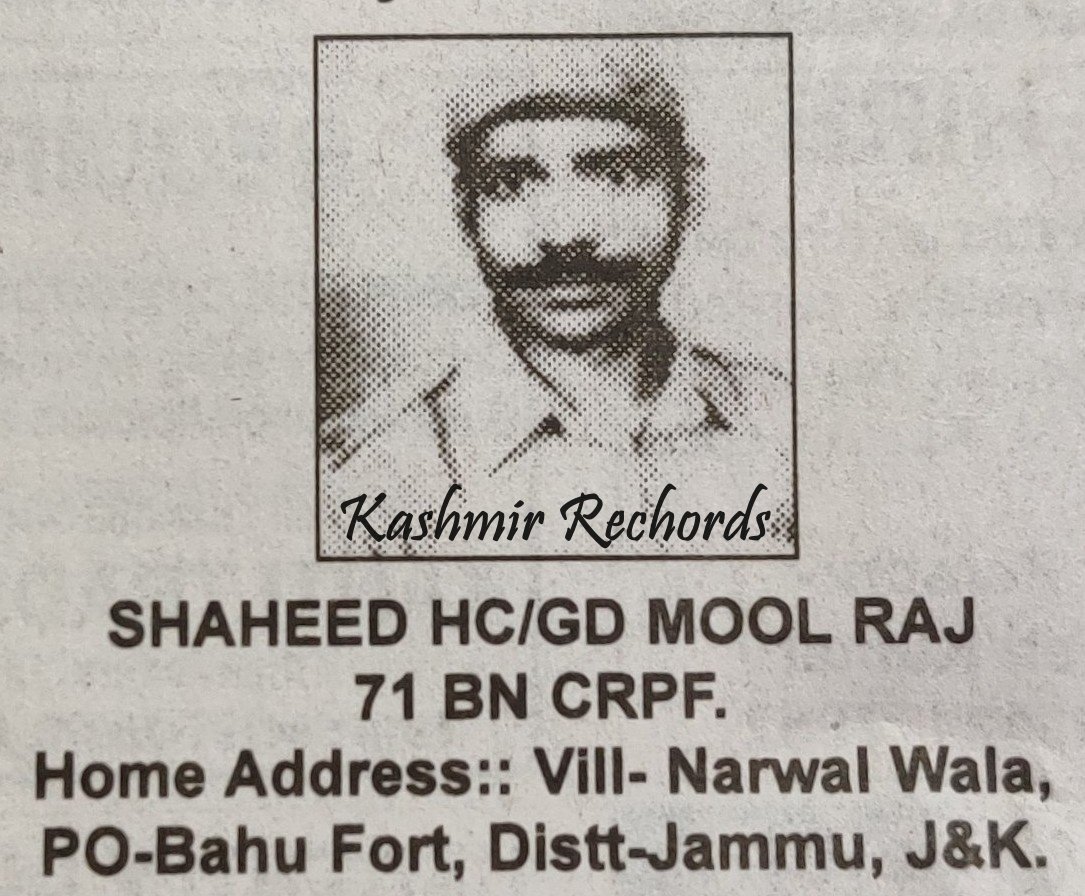 Kashmir Rechords
SHAHEED HC/GD MOOL RAJ
71 BN CRPF.
Home Address:: Vill- Narwal Wala,
PO-Bahu Fort, Distt-Jammu, J&K.